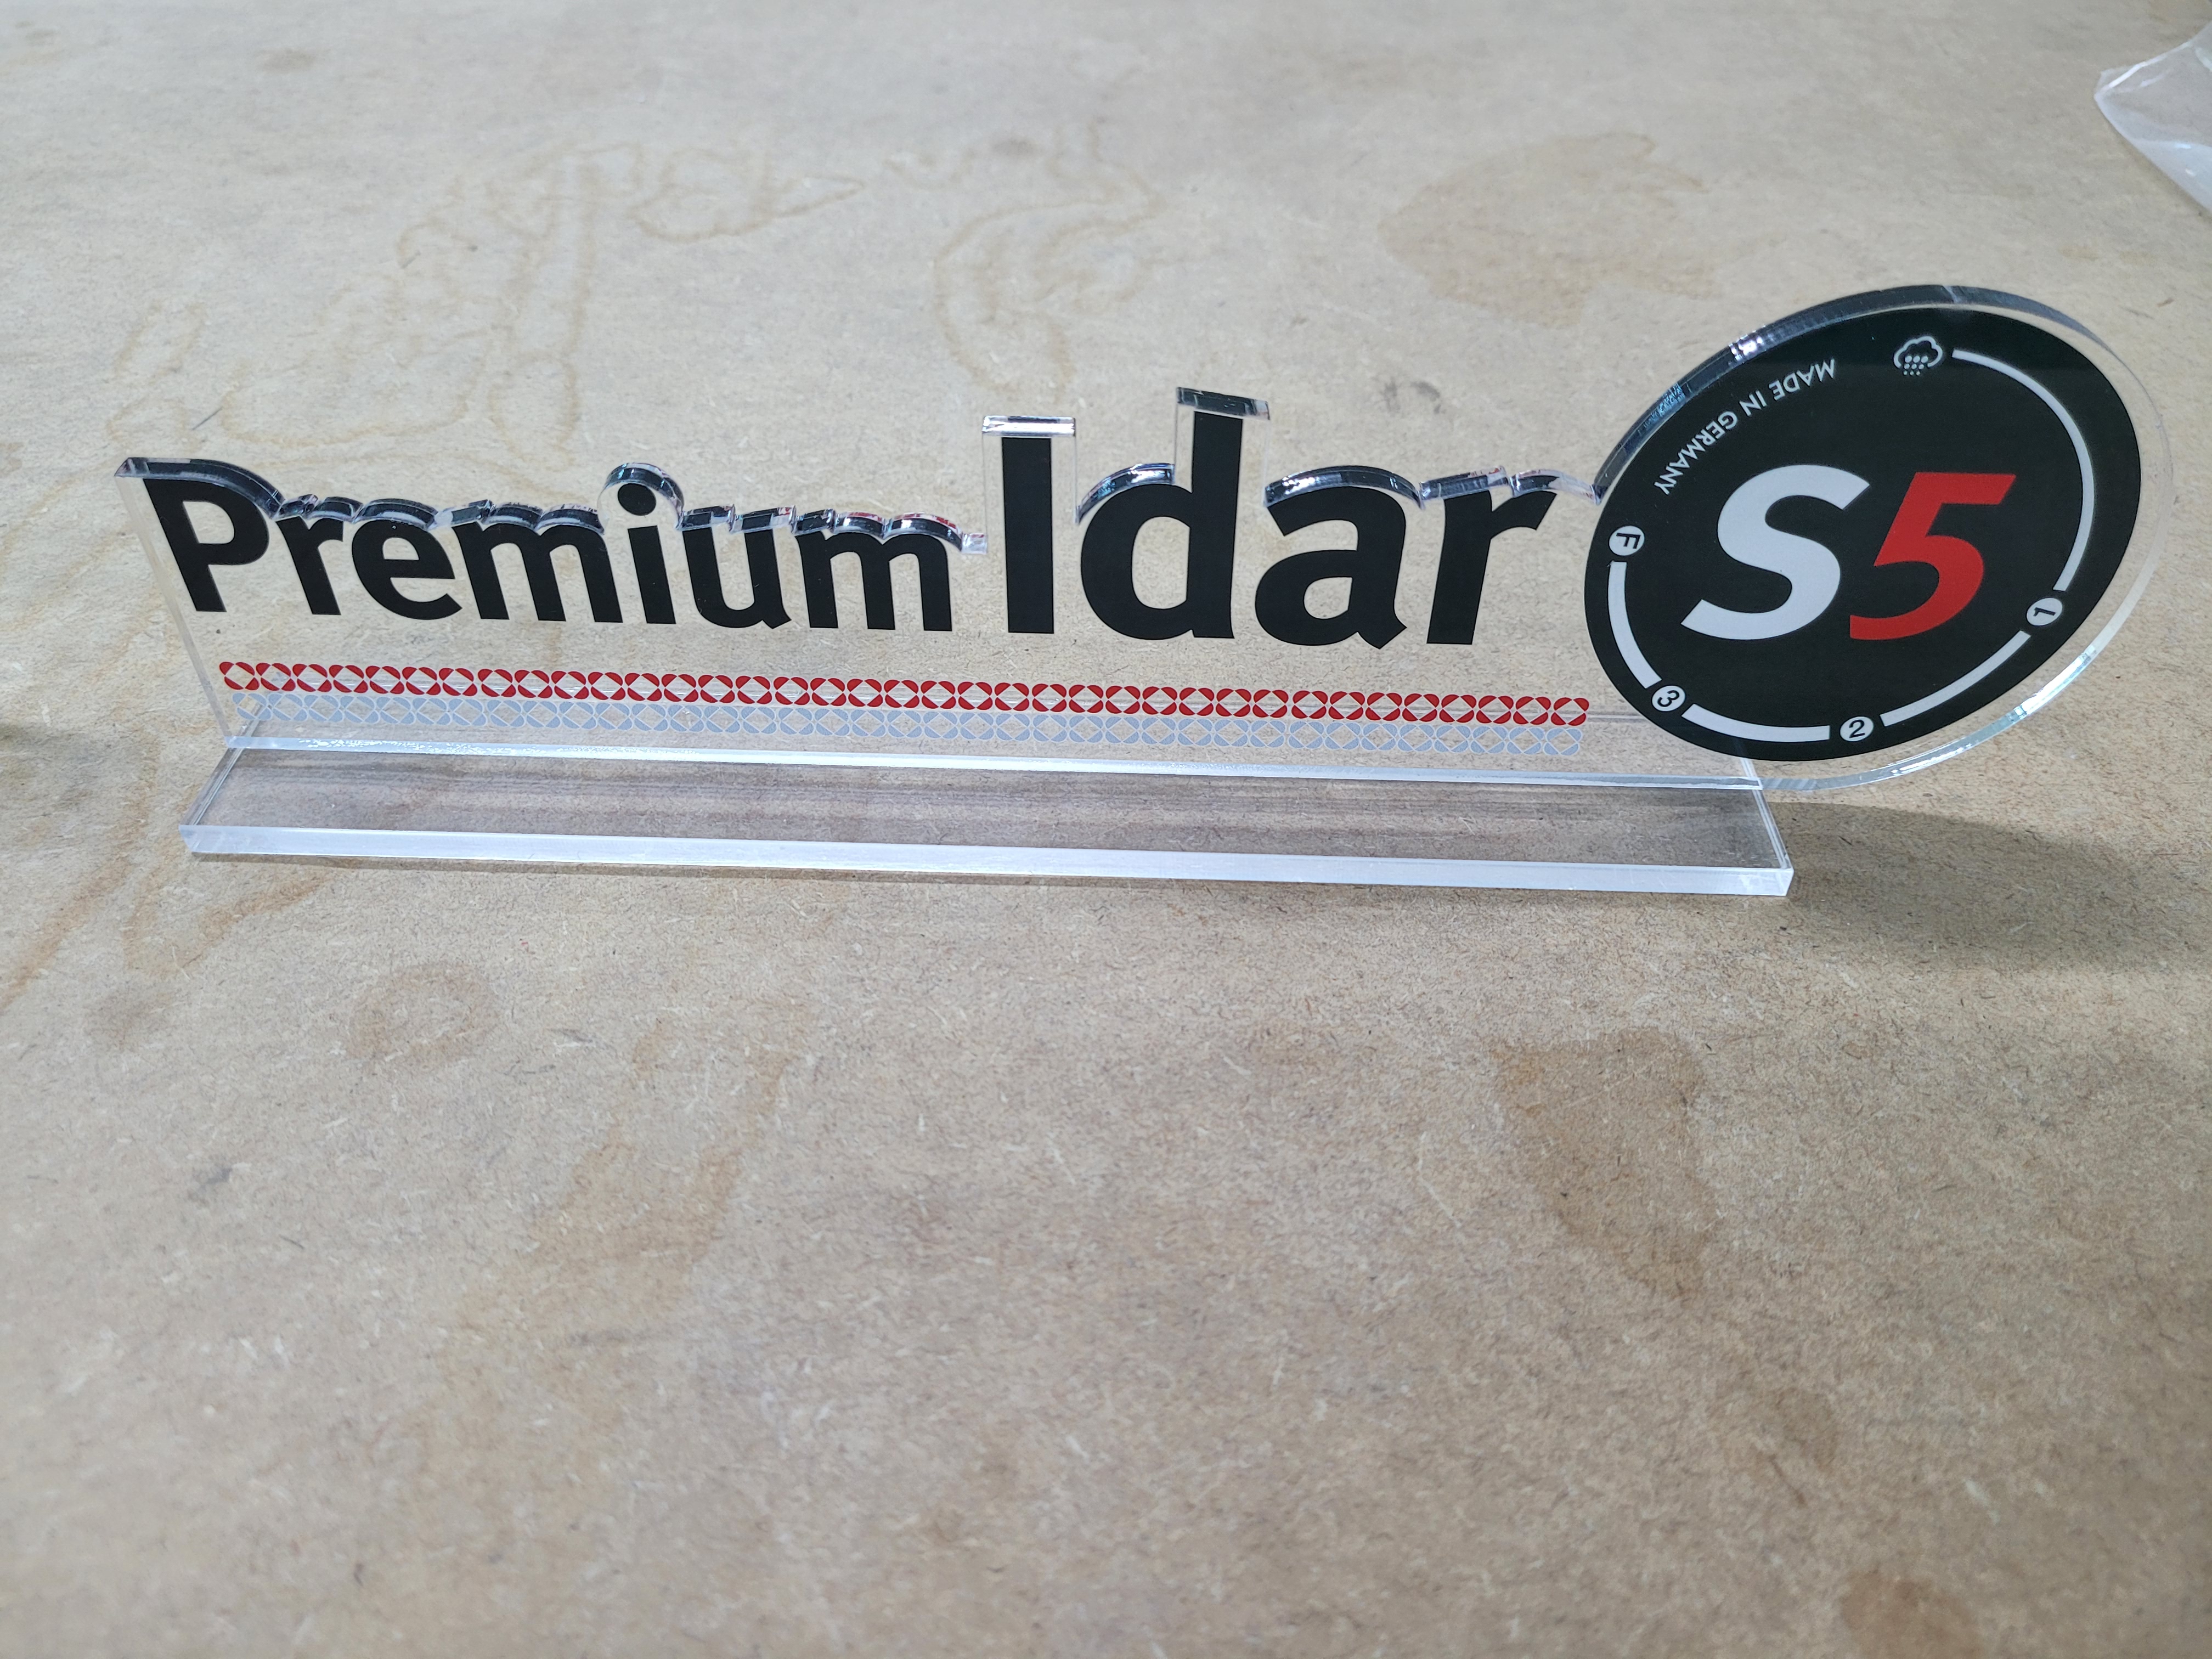 Premium Idar
MADE IN GERMANY
S5
F
1
3
2